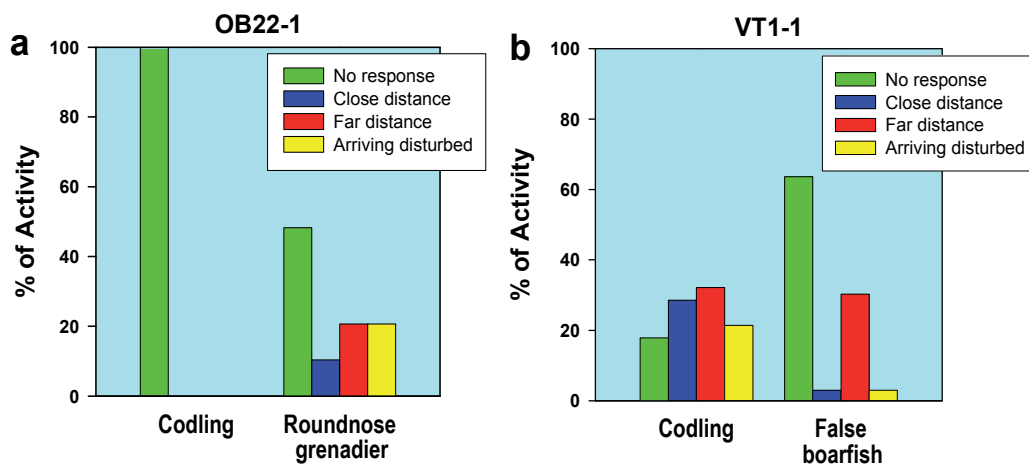 a
OB22-1
% of Activity
100
80
60
40
20
0
No response
Close distance
Far distance
Arriving disturbed
Codling
Roundnose
grenadier
b
VT1-1
% of Activity
100
80
60
40
20
0
No response
Close distance
Far distance
Arriving disturbed
Codling
False
boarfish